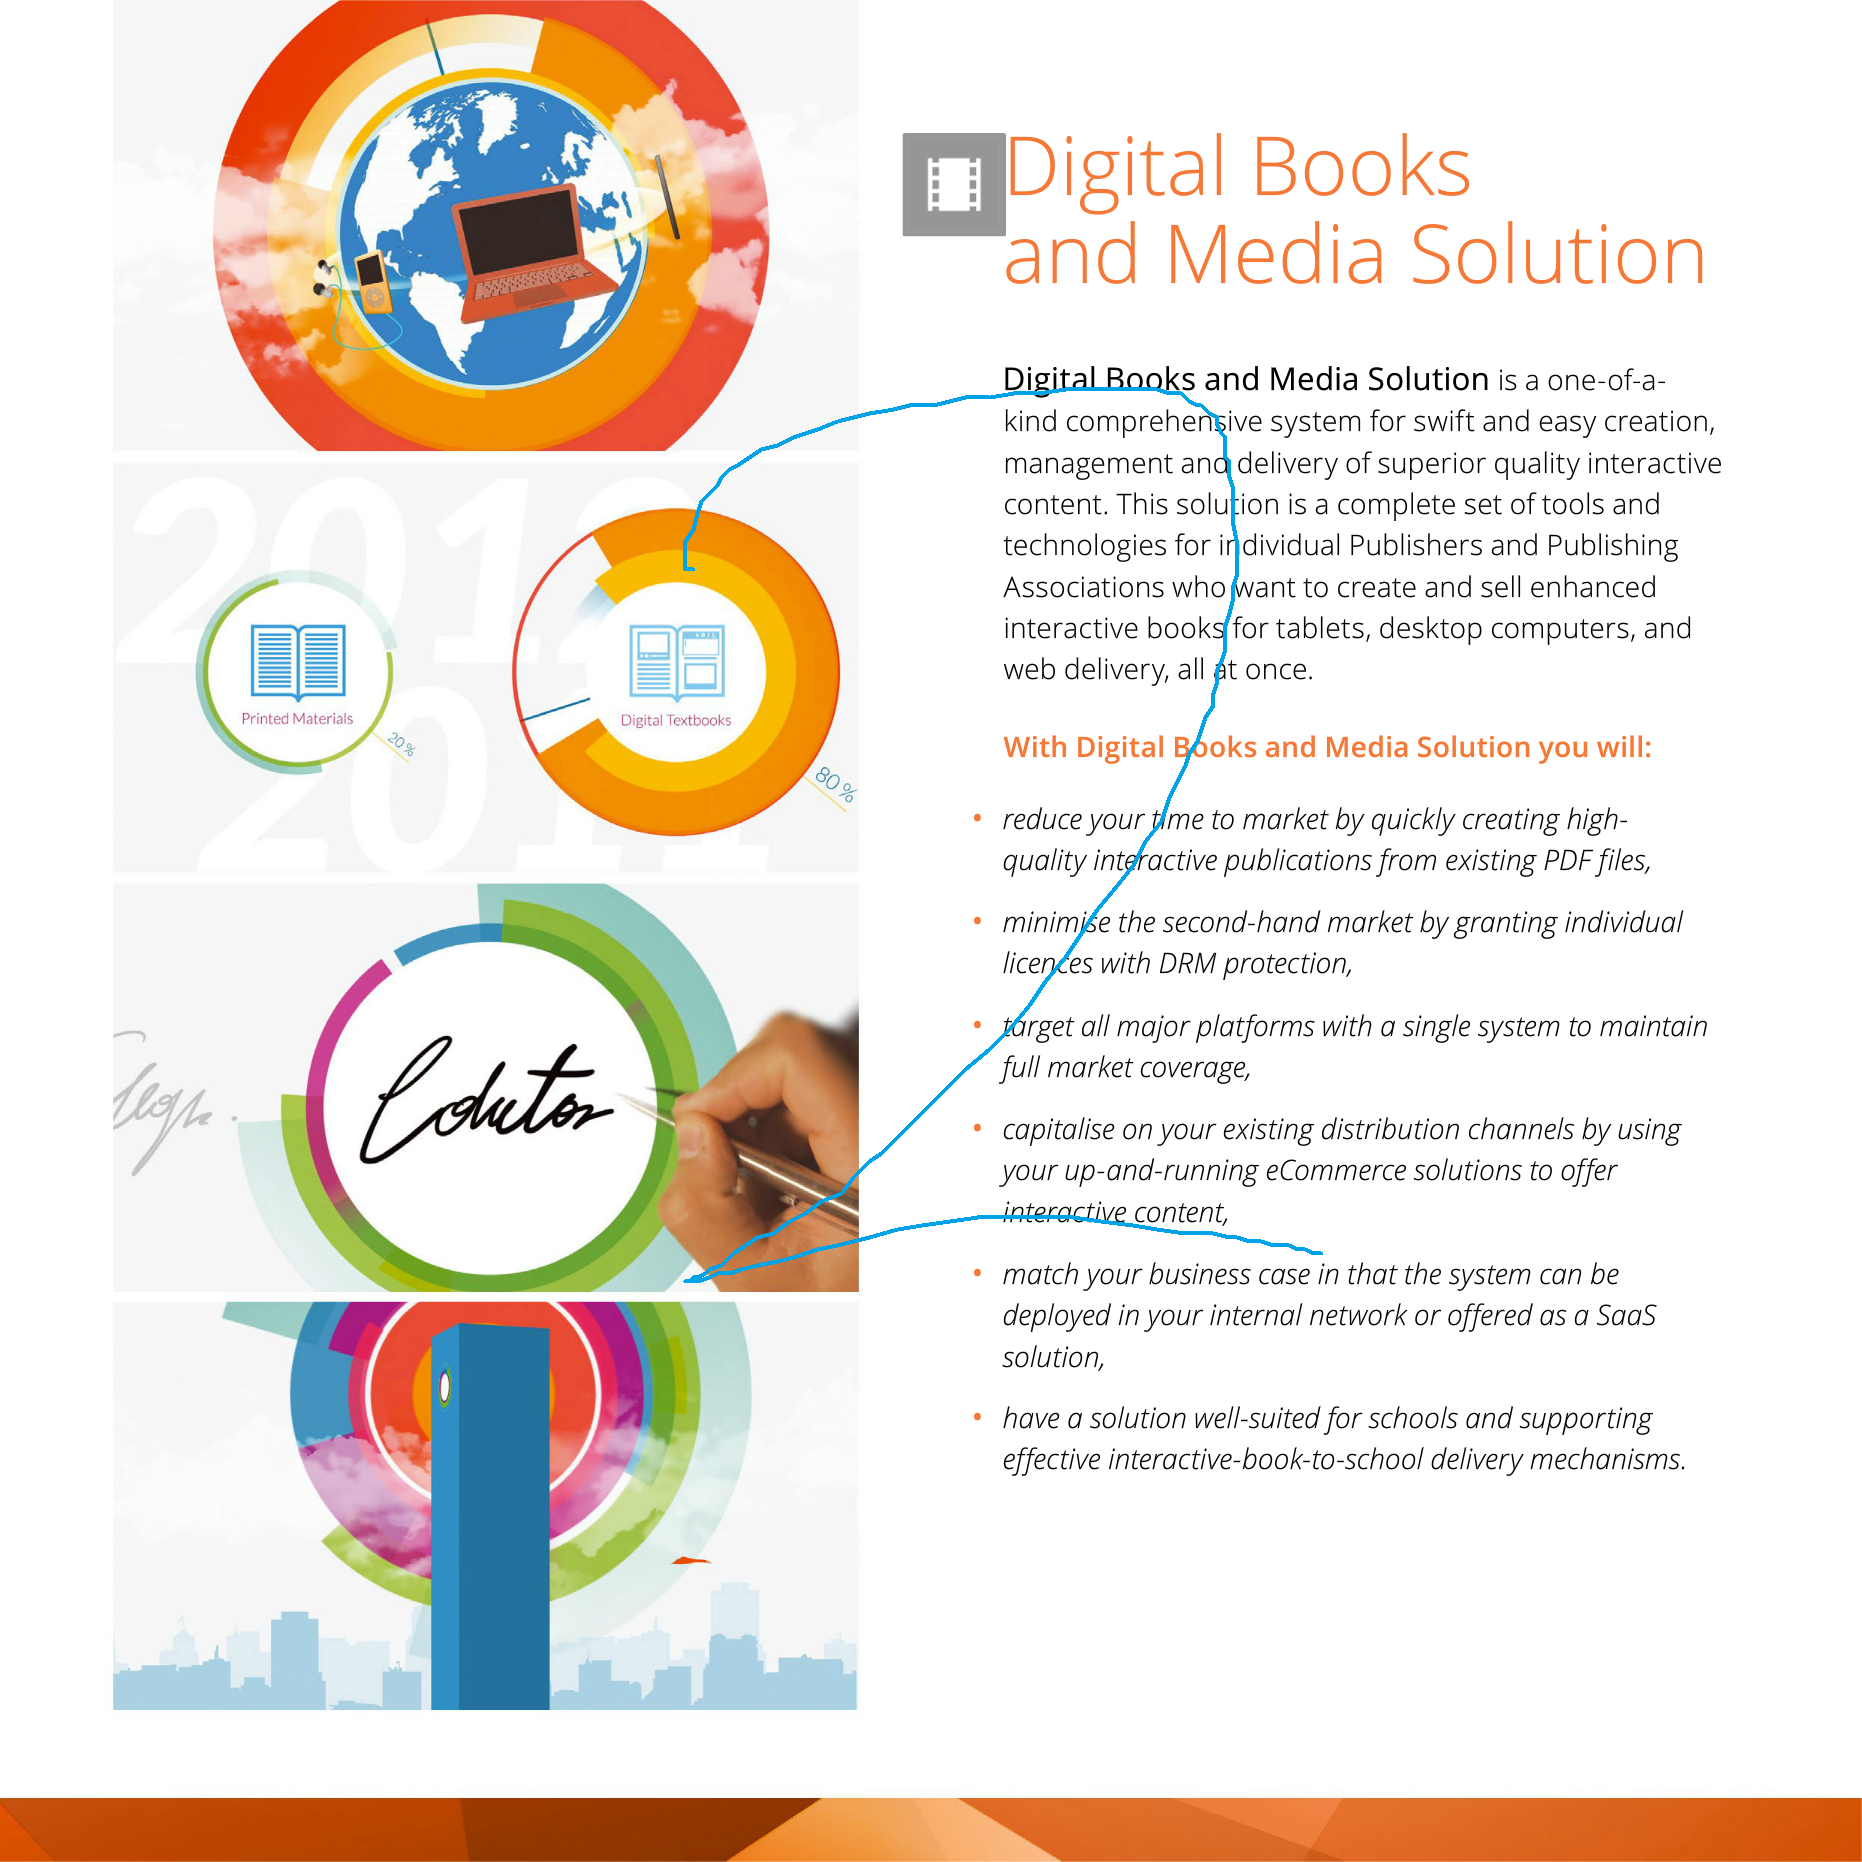 Digital Books
and Media Solution
Digital Books and Media Solution is a one-of-a-
kind comprehensive system for swift and easy creation,
management and delivery of superior quality interactive
content. This solution is a complete set of tools and
technologies for individual Publishers and Publishing
Associations who want to create and sell enhanced
interactive books for tablets, desktop computers, and
web delivery, all at once.
With Digital Books and Media Solution you will:
• reduce your time to market by quickly creating high-
quality interactive publications from existing PDF files,
• minimise the second-hand market by granting individual
licences with DRM protection,
• target all major platforms with a single system to maintain
full market coverage,
• capitalise on your existing distribution channels by using
your up-and-running eCommerce solutions to offer
interactive content,
• match your business case in that the system can be
deployed in your internal network or offered as a SaaS
solution,
• have a solution well-suited for schools and supporting
effective interactive-book-to-school delivery mechanisms.
2012
2011
Printed Materials
20%
Digital Textbooks
80%